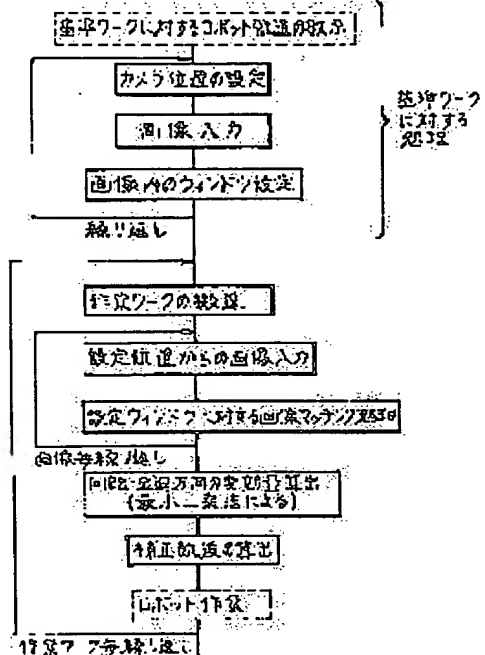 基準ワークに対するロボット軌道の教示
カメラ位置の設定
画像入力
画像内のウィンドウ設定
繰り返し
基準ワーク
に対する
処理
作業ワークの搬送
設定軌道からの画像入力
設定ウィンドウに対する画像マッチング処理
画像毎繰り返し
回転・並進方向の変動量算出
(最小二乗法による)
補正軌道の算出
ロボット作業
作業ワーク毎繰り返し